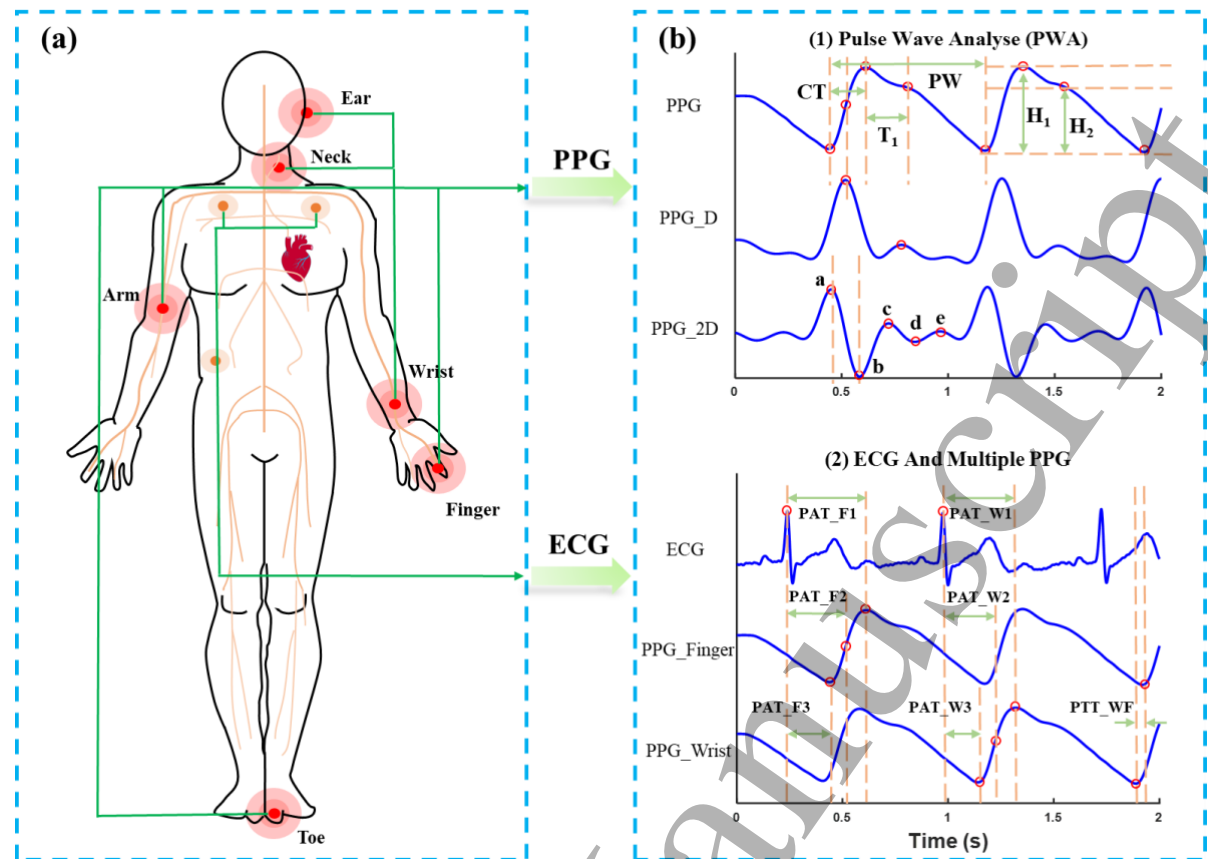 (a)
Ear
Neck
Arm
Wrist
Finger
Toe
PPG
ECG
(b)
(1) Pulse Wave Analyse (PWA)
PPG
CT
PW
T1
H1
H2
PPG_D
PPG_2D
a
b
c
d
e
0
0.5
1
1.5
2
(2) ECG And Multiple PPG
ECG
PAT_F1
PAT_W1
PPG_Finger
PAT_F2
PAT_W2
PPG_Wrist
PAT_F3
PAT_W3
PTT_WF
0
0.5
1
1.5
2
Time (s)
anuscript